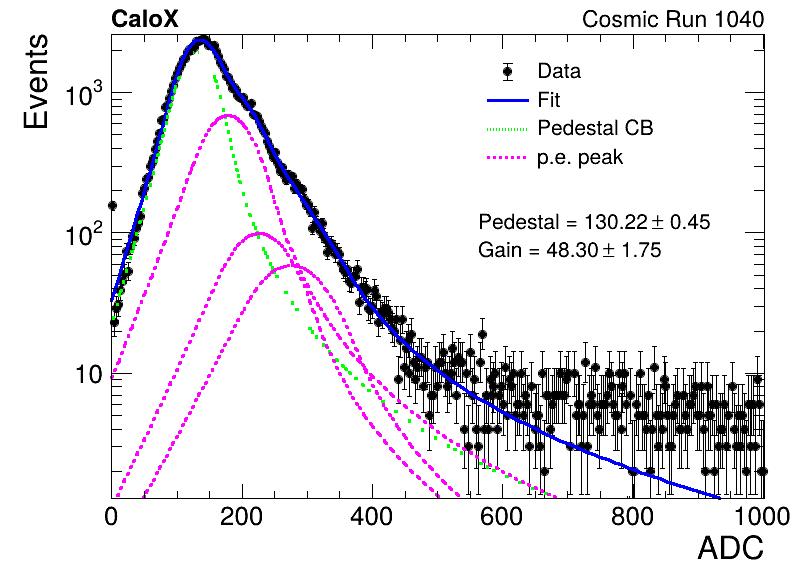 CaloX Cosmic Run 1040
Events
Data
Fit
Pedestal CB
p.e. peak
Pedestal = 130.22 ± 0.45
Gain = 48.30 ± 1.75
10³
10²
10
0 200 400 600 800 1000
ADC